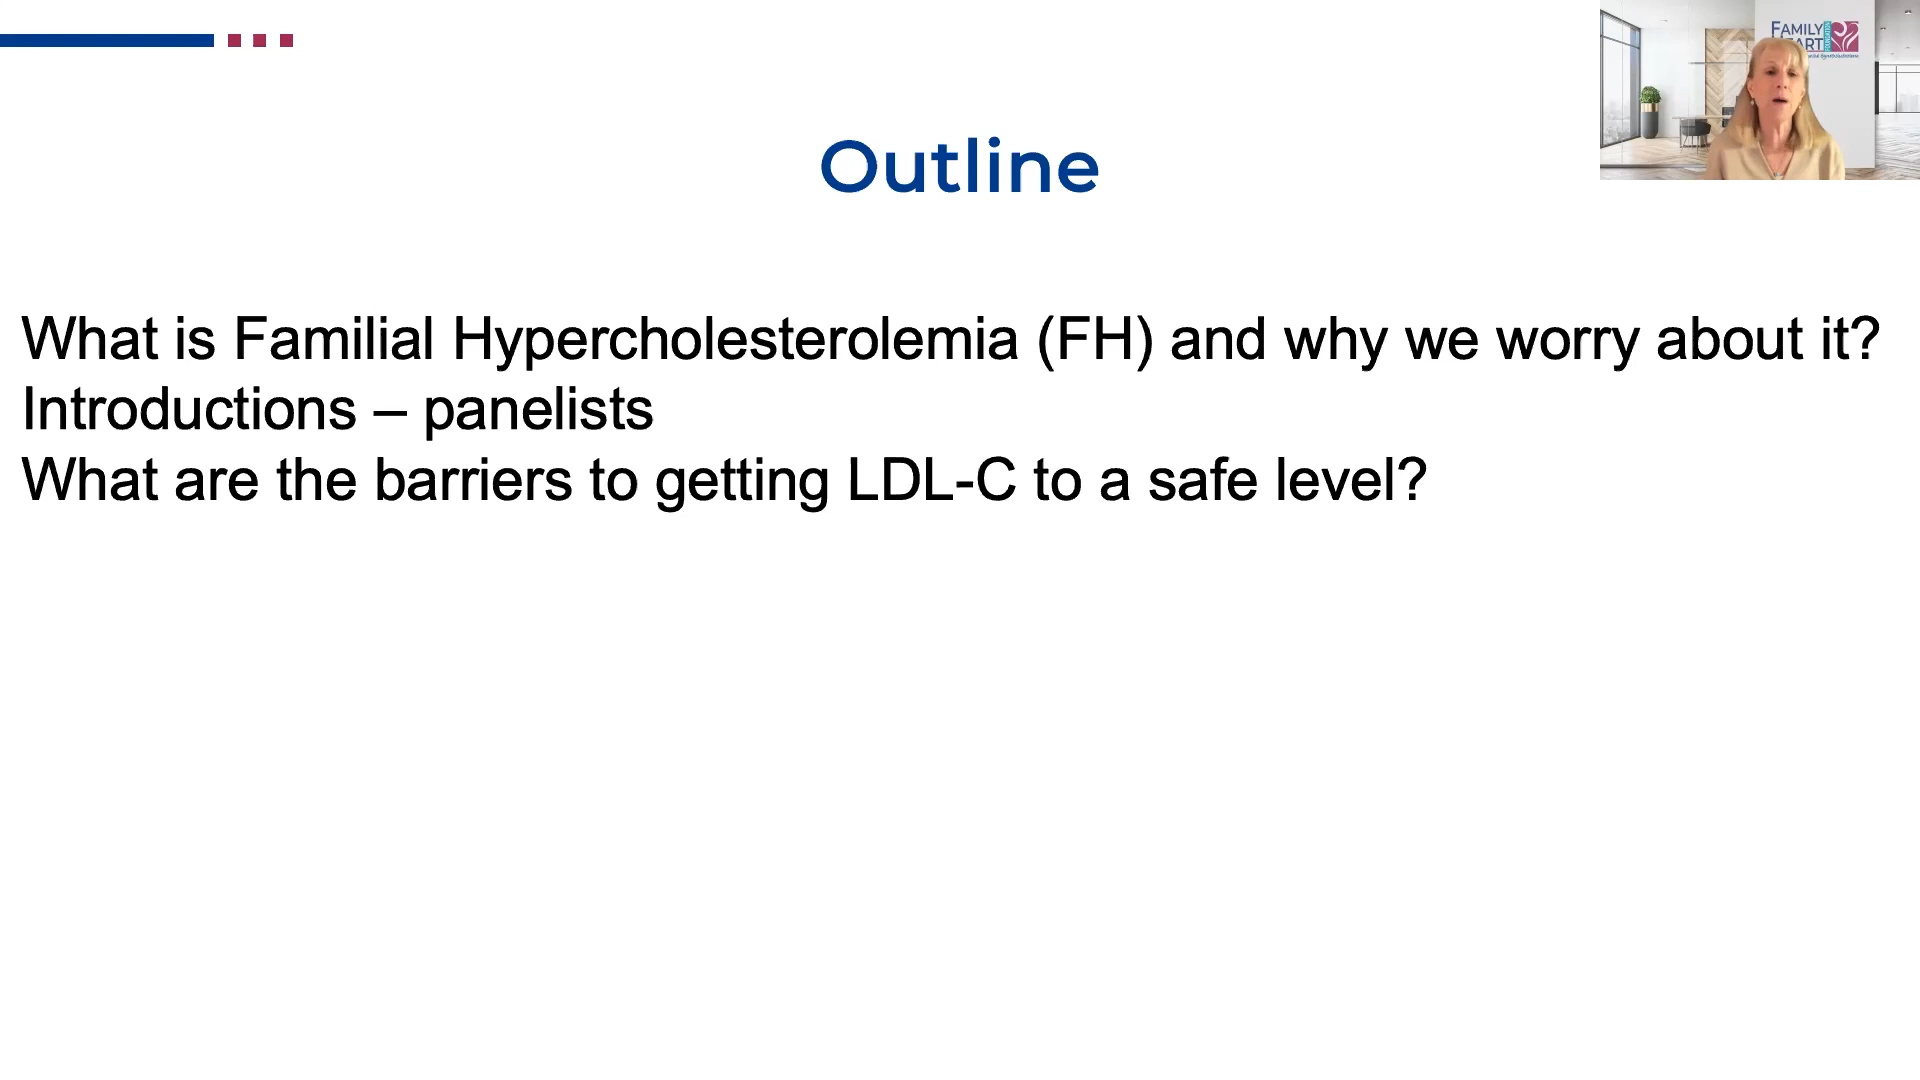 Outline
What is Familial Hypercholesterolemia (FH) and why we worry about it?
Introductions – panelists
What are the barriers to getting LDL-C to a safe level?
FAMILY
FOUNDATION